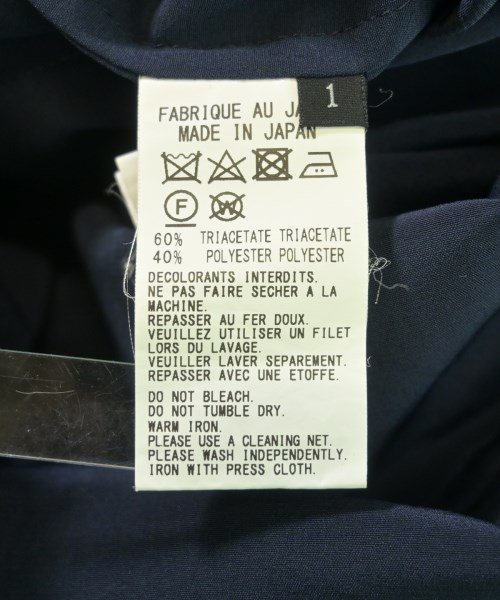 1
FABRIQUE AU
MADE IN JAPAN
F
W
60% TRIACETATE TRIACETATE
40% POLYESTER POLYESTER
DECOLORANTS INTERDITS.
NE PAS FAIRE SECHER A LA
MACHINE.
REPASSER AU FER DOUX.
VEUILLEZ UTILISER UN FILET
LORS DU LAVAGE.
VEUILLER LAVER SEPAREMENT.
REPASSER AVEC UNE ETOFFE.
DO NOT BLEACH.
DO NOT TUMBLE DRY.
WARM IRON.
PLEASE USE A CLEANING NET.
PLEASE WASH INDEPENDENTLY.
IRON WITH PRESS CLOTH.